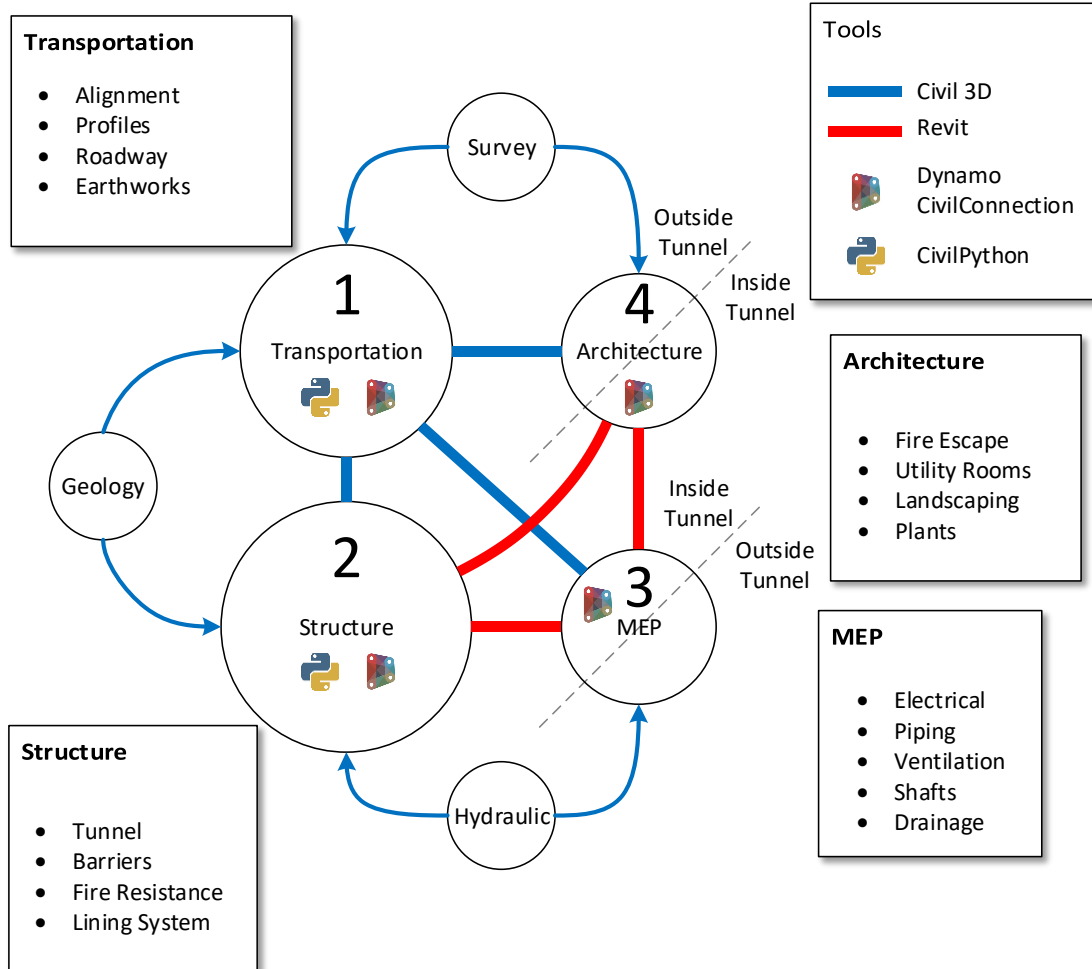 Transportation
Alignment
Profiles
Roadway
Earthworks
Survey
Tools
Civil 3D
Revit
Dynamo
CivilConnection
CivilPython
Outside
Tunnel
Inside
Tunnel
1
Transportation
4
Architecture
Architecture
Fire Escape
Utility Rooms
Landscaping
Plants
Geology
Inside
Tunnel
Outside
Tunnel
2
Structure
3
MEP
MEP
Electrical
Piping
Ventilation
Shafts
Drainage
Structure
Tunnel
Barriers
Fire Resistance
Lining System
Hydraulic